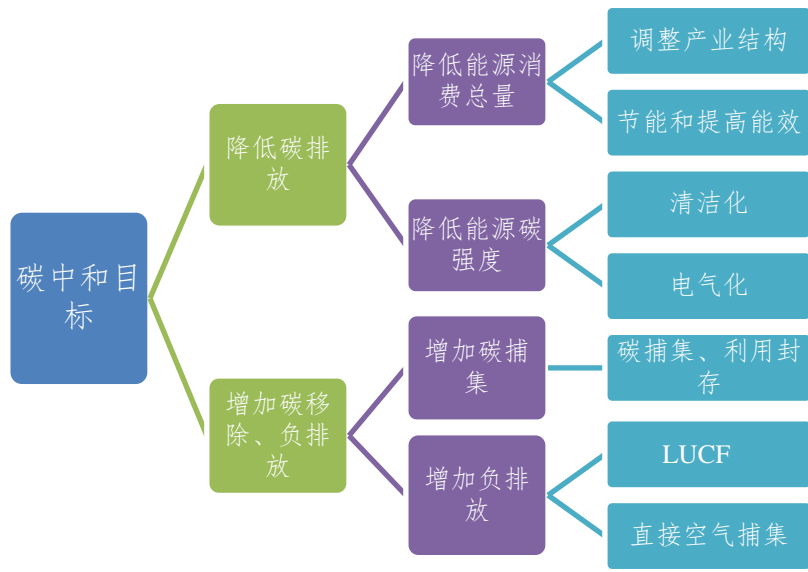 碳中和目
标
降低碳排
放
增加碳移
除、负排
放
降低能源消
费总量
降低能源碳
强度
增加碳捕
集
增加负排
放
调整产业结构
节能和提高能效
清洁化
电气化
碳捕集、利用封
存
LUCF
直接空气捕集